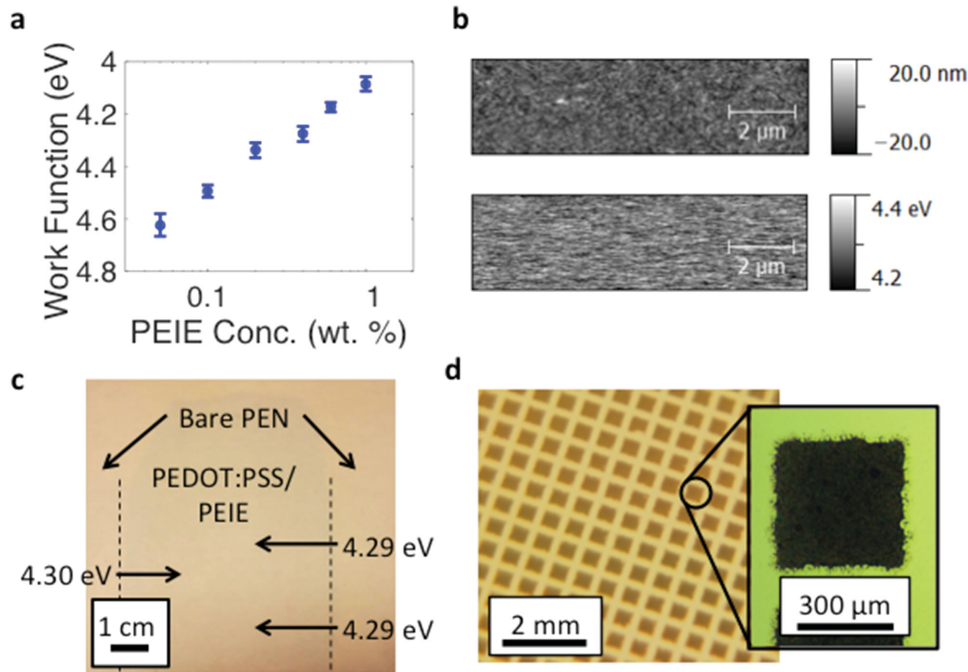 a
4
4.2
4.4
4.6
4.8
Work Function (eV)
0.1
1
PEIE Conc. (wt. %)
b
2 μm
20.0 nm
−20.0
2 μm
4.4 eV
4.2
c
Bare PEN
PEDOT:PSS/
PEIE
4.29 eV
4.30 eV
4.29 eV
1 cm
d
2 mm
300 μm